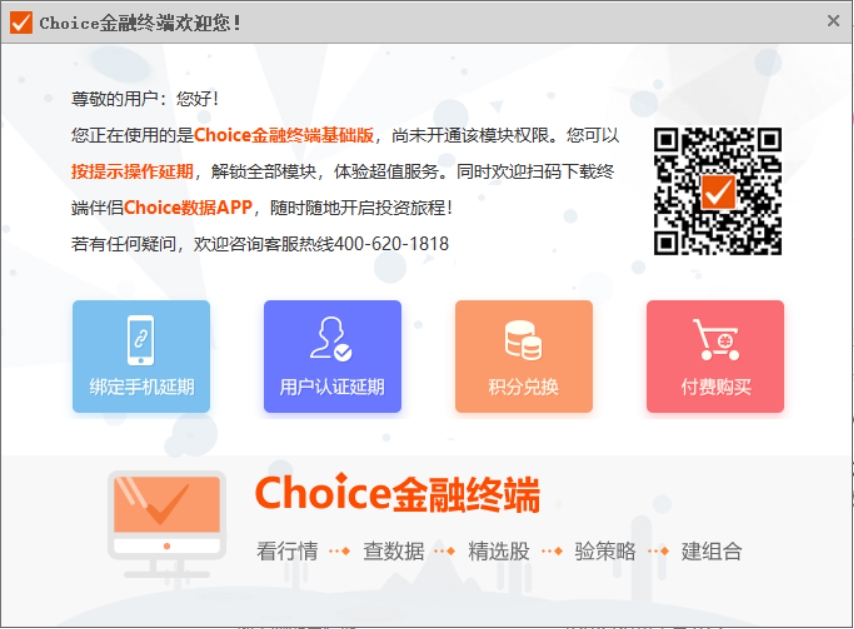 Choice金融终端欢迎您！
尊敬的用户：您好！
您正在使用的是Choice金融终端基础版，尚未开通该模块权限。您可以
按提示操作延期，解锁全部模块，体验超值服务。同时欢迎扫码下载终
端伴侣Choice数据APP，随时随地开启投资旅程！
若有任何疑问，欢迎咨询客服热线400-620-1818
绑定手机延期
用户认证延期
积分兑换
付费购买
Choice金融终端
看行情 查数据 精选股 验策略 建组合